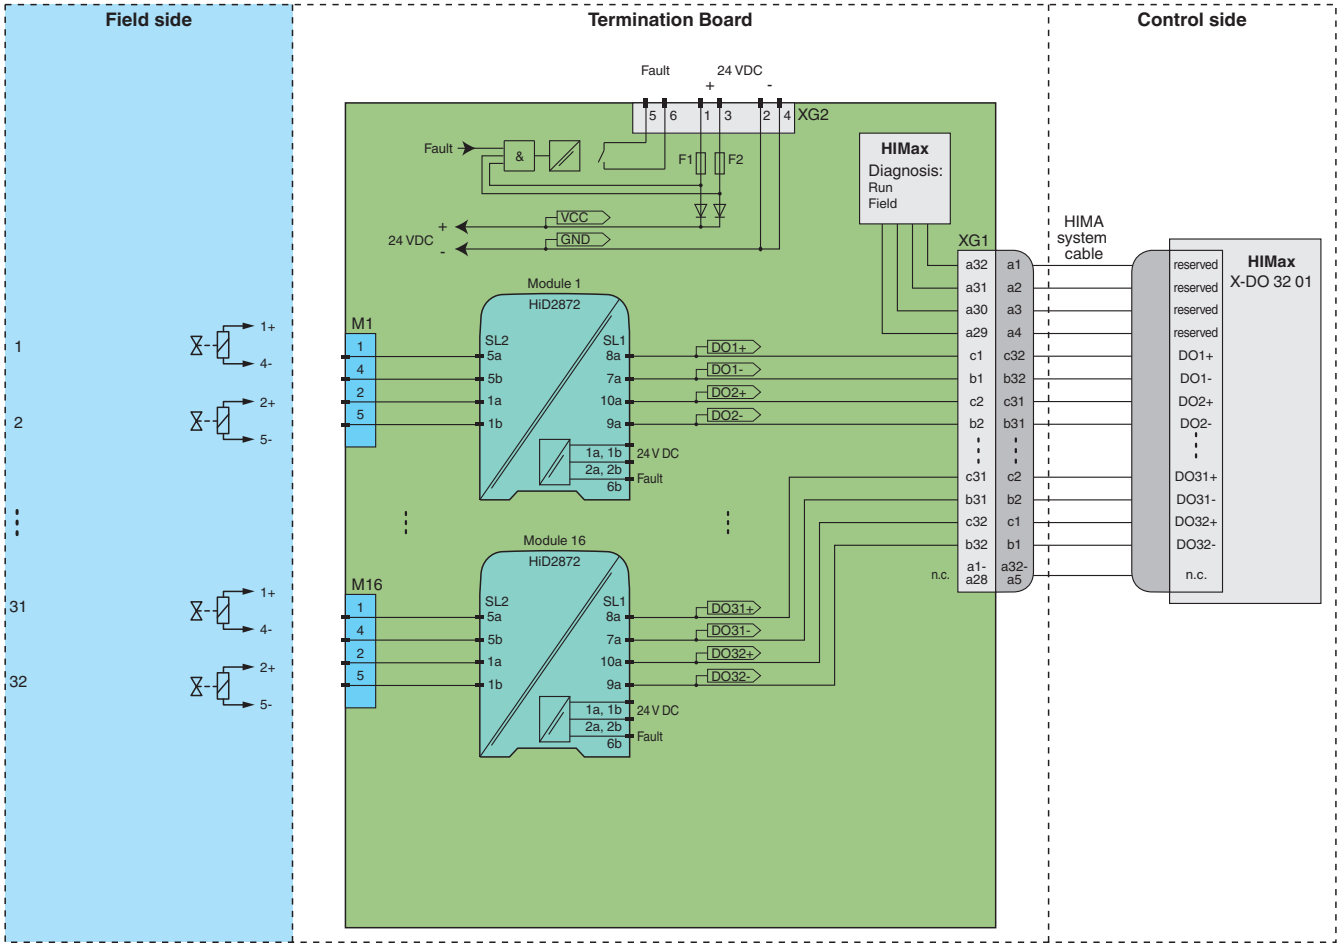 Field side
Termination Board
Control side
Fault
24 VDC
+
-
5 6 1 3 2 4
XG2
Fault
&
F1
F2
VCC
GND
+
24 VDC
-
HIMax
Diagnosis:
Run
Field
HIMA
system
cable
XG1
a32 a1
a31 a2
a30 a3
a29 a4
c1 c32
b1 b32
c2 c31
b2 b31
c31 c2
b31 b2
c32 c1
b32 b1
n.c.
a1-
a28
a32-
a5
reserved
reserved
reserved
reserved
DO1+
DO1-
DO2+
DO2-
DO31+
DO31-
DO32+
DO32-
n.c.
HIMax
X-DO 32 01
1
1+
4-
2
2+
5-
M1
1
4
2
5
Module 1
HiD2872
SL2
5a
5b
1a
1b
SL1
8a
7a
10a
9a
1a, 1b
2a, 2b
6b
24 V DC
Fault
DO1+
DO1-
DO2+
DO2-
31
1+
4-
32
2+
5-
M16
1
4
2
5
Module 16
HiD2872
SL2
5a
5b
1a
1b
SL1
8a
7a
10a
9a
1a, 1b
2a, 2b
6b
24 V DC
Fault
DO31+
DO31-
DO32+
DO32-